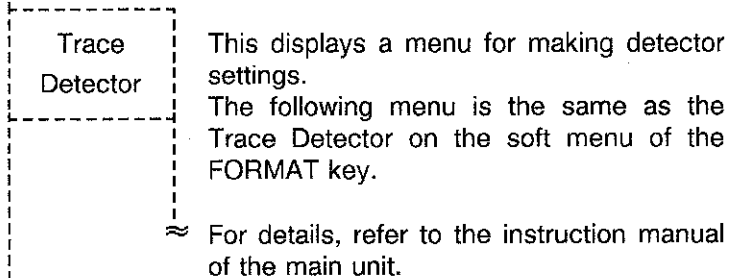 Trace
Detector
This displays a menu for making detector
settings.
The following menu is the same as the
Trace Detector on the soft menu of the
FORMAT key.
≈ For details, refer to the instruction manual
of the main unit.